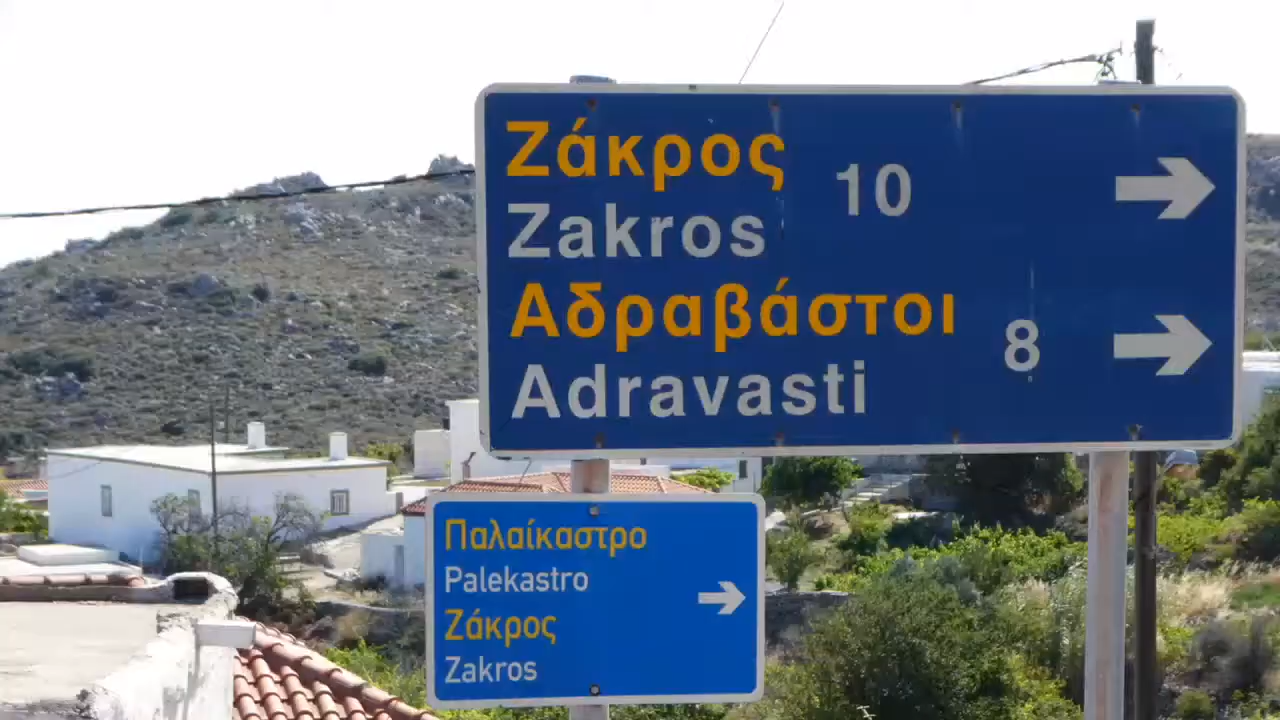 Ζάκρος 10
Zakros
Αδραβάστοι 8
Adravasti
Παλαίκαστρο
Palekastro
Ζάκρος
Zakros